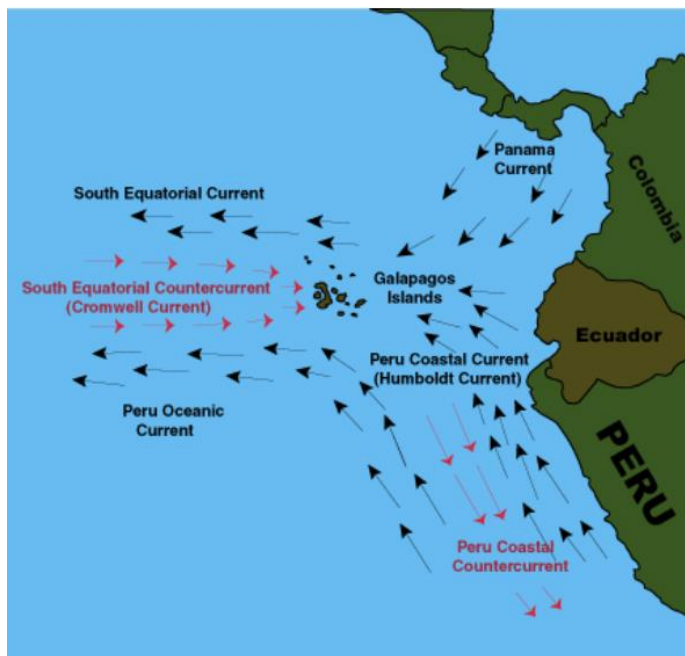 Panama
Current
Colombia
South Equatorial Current
South Equatorial Countercurrent
(Cromwell Current)
Galapagos
Islands
Ecuador
Peru Coastal Current
(Humboldt Current)
Peru Oceanic
Current
PERU
Peru Coastal
Countercurrent